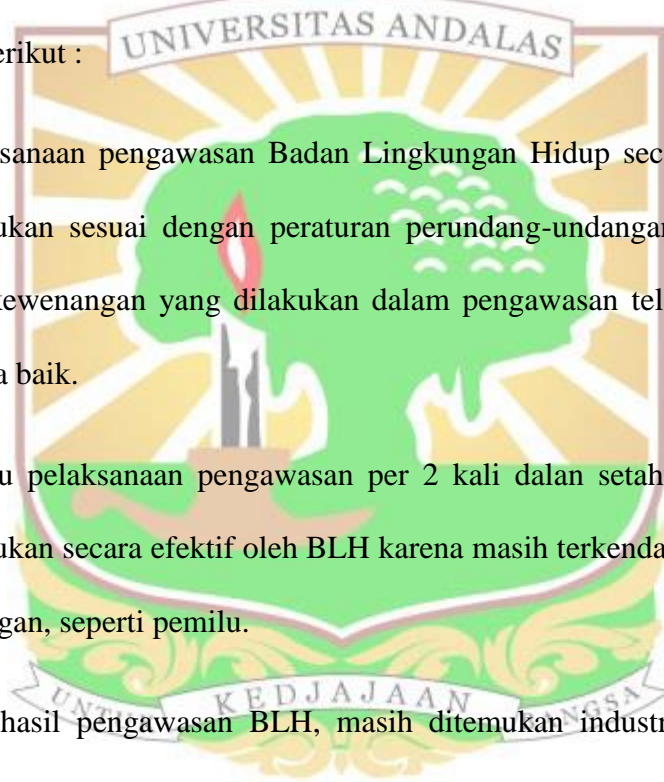 erikut :
UNIVERSITAS ANDALAS
sanaan pengawasan Badan Lingkungan Hidup sec
ukan sesuai dengan peraturan perundang-undangan
kewenangan yang dilakukan dalam pengawasan tel
a baik.
u pelaksanaan pengawasan per 2 kali dalan setah
ukan secara efektif oleh BLH karena masih terkenda
gan, seperti pemilu.
UNTU KEDJAJAAN NGSA
hasil pengawasan BLH, masih ditemukan industr